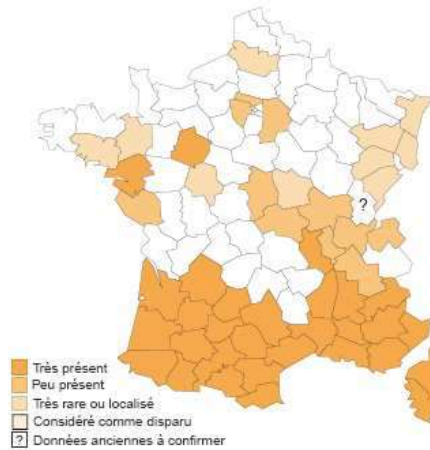 ?
Très présent
Peu présent
Très rare ou localisé
Considéré comme disparu
? Données anciennes à confirmer